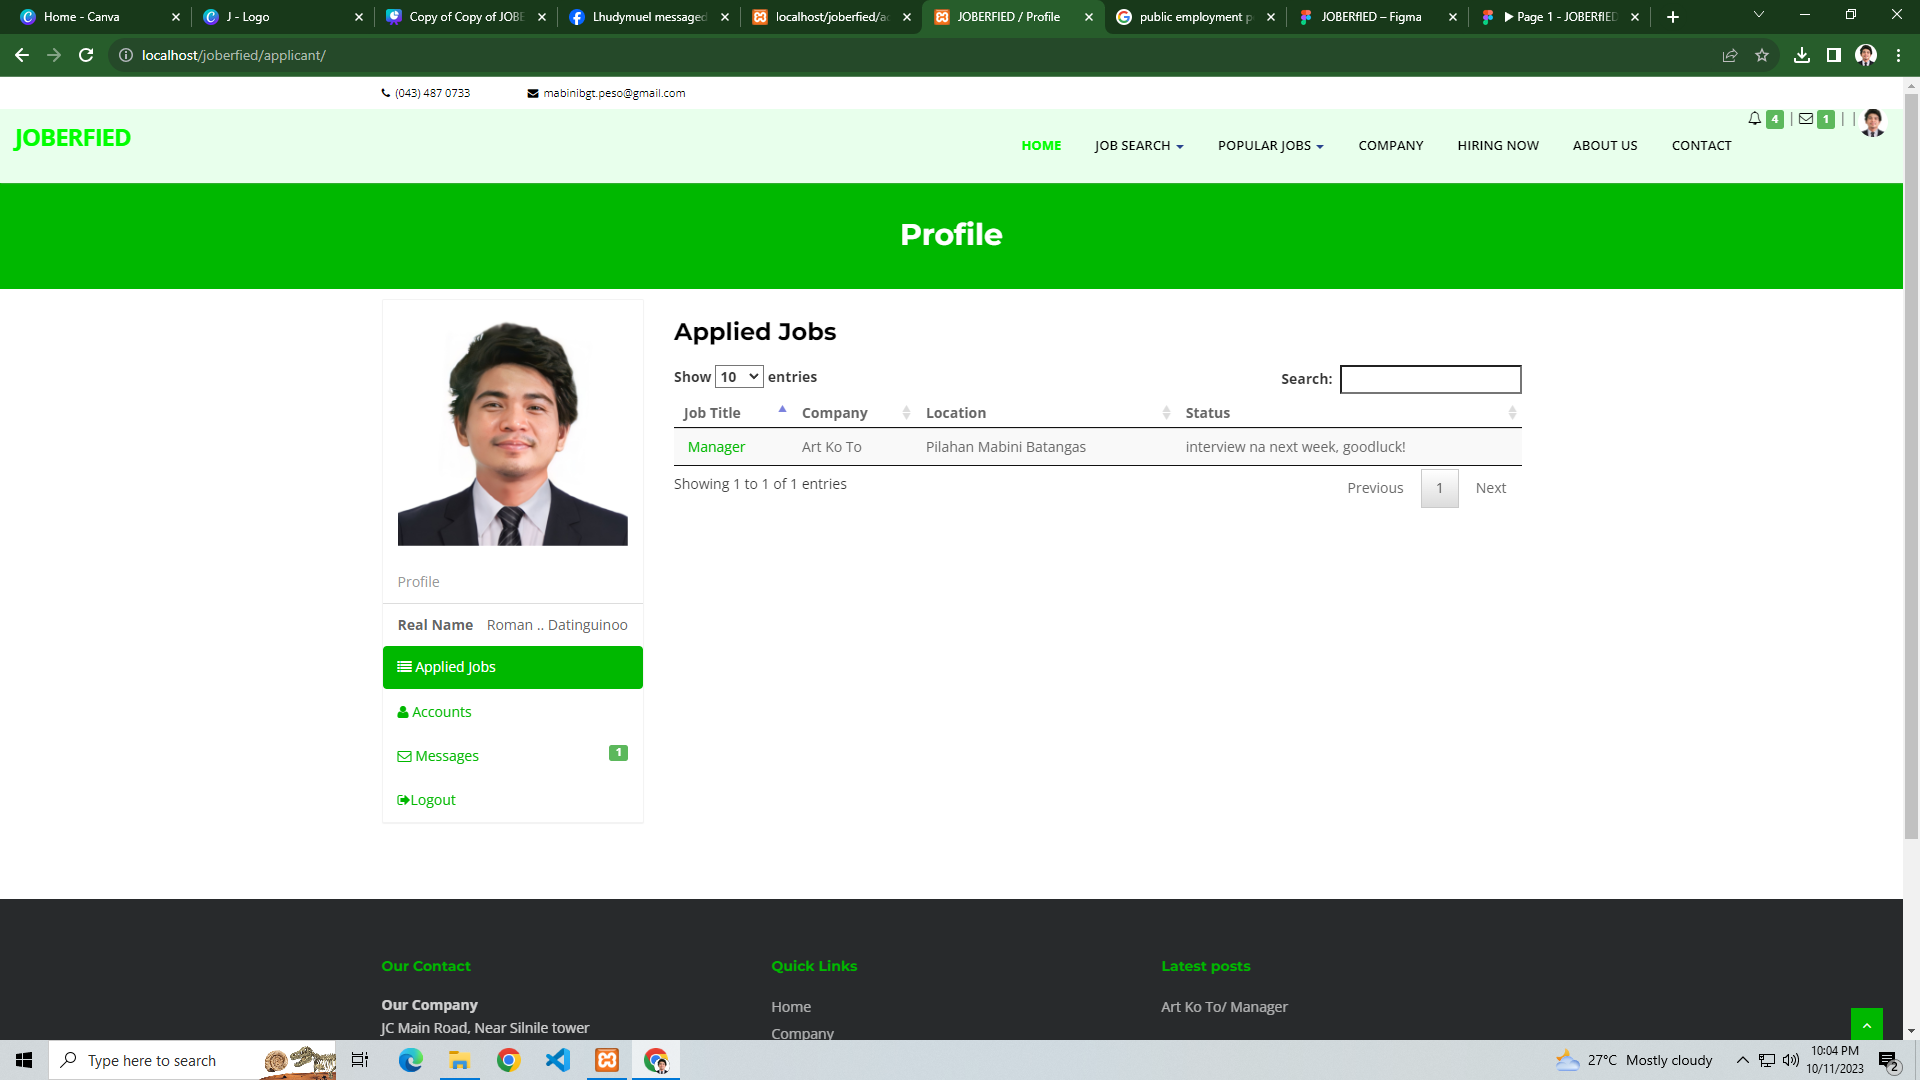 Home - Canva
J - Logo
Copy of Copy of JOBE
Lhudymuel messaged
localhost/joberfied/ac
JOBERFIED / Profile
public employment p
JOBERfIED – Figma
Page 1 - JOBERfIED
localhost/joberfied/applicant/
(043) 487 0733
mabinibgt.peso@gmail.com
4 | 1 | |
JOBERFIED
HOME
JOB SEARCH
POPULAR JOBS
COMPANY
HIRING NOW
ABOUT US
CONTACT
Profile
Applied Jobs
Show 10 entries
Search:
Job Title Company Location Status
Manager Art Ko To Pilahan Mabini Batangas interview na next week, goodluck!
Showing 1 to 1 of 1 entries
Previous 1 Next
Profile
Real Name Roman .. Datinguinoo
Applied Jobs
Accounts
Messages 1
Logout
Our Contact
Our Company
JC Main Road, Near Silnile tower
Quick Links
Home
Company
Latest posts
Art Ko To/ Manager
Type here to search
27°C Mostly cloudy
10:04 PM
10/11/2023
2